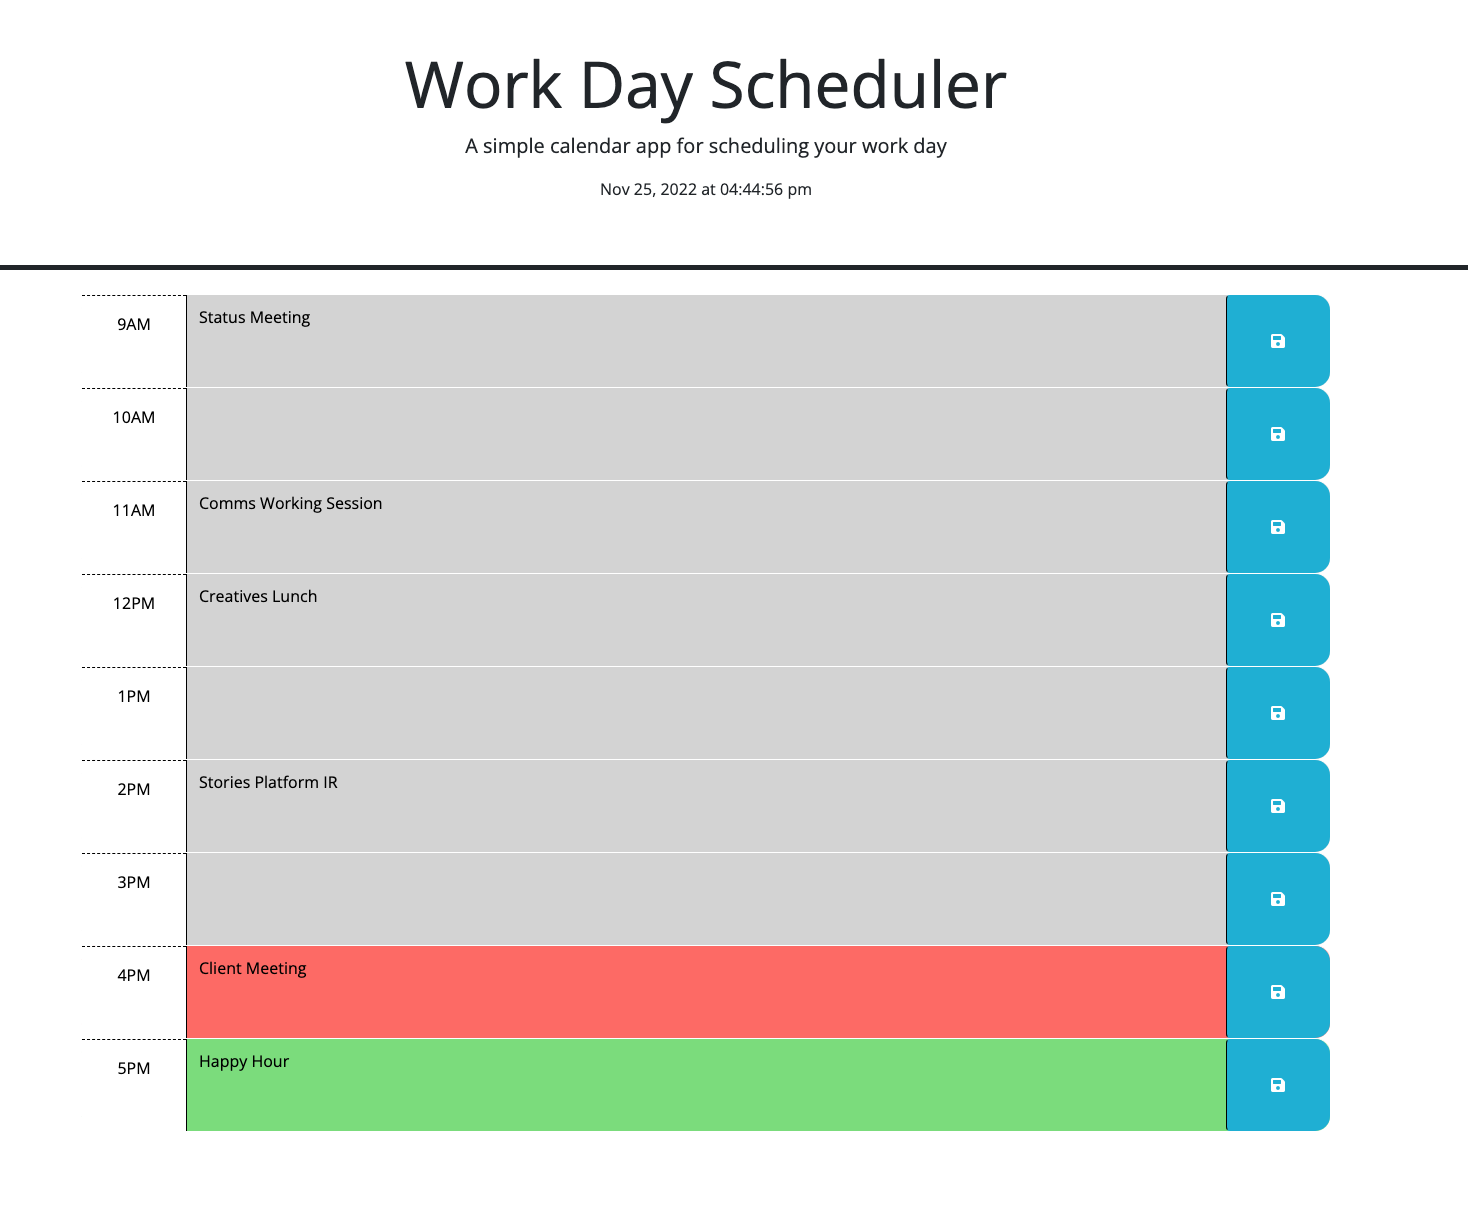 Work Day Scheduler
A simple calendar app for scheduling your work day
Nov 25, 2022 at 04:44:56 pm
9AM Status Meeting
10AM
11AM Comms Working Session
12PM Creatives Lunch
1PM
2PM Stories Platform IR
3PM
4PM Client Meeting
5PM Happy Hour